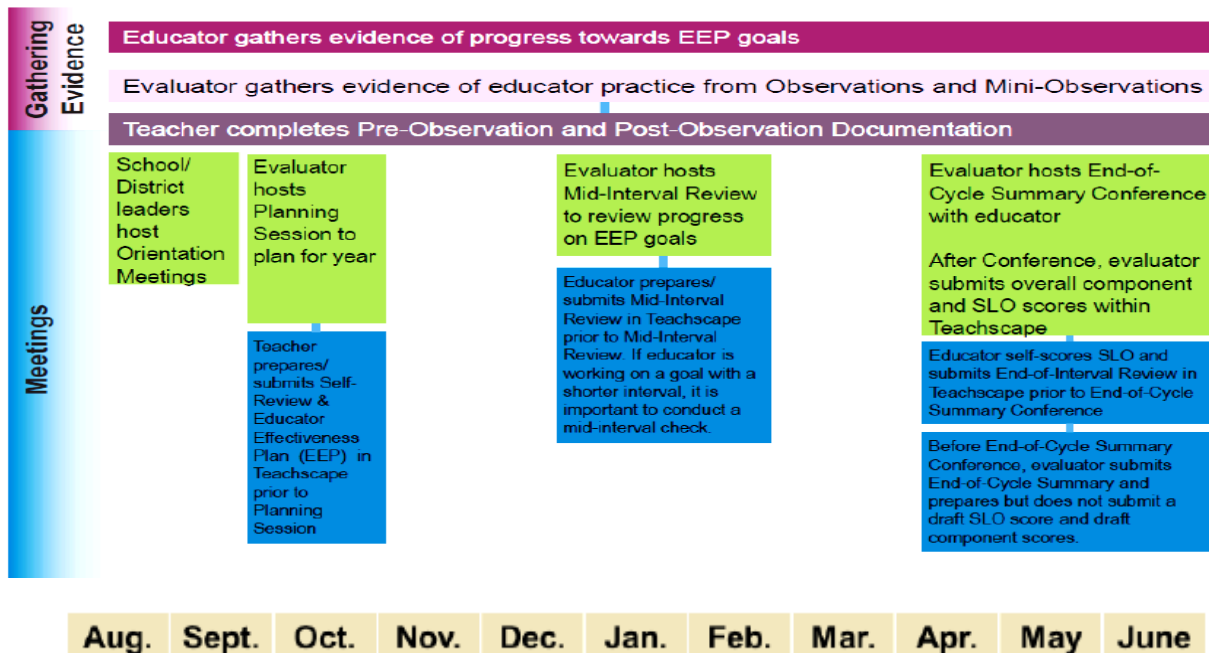 Gathering
Evidence
Educator gathers evidence of progress towards EEP goals
Evaluator gathers evidence of educator practice from Observations and Mini-Observations
Teacher completes Pre-Observation and Post-Observation Documentation
Meetings
School/
District
leaders
host
Orientation
Meetings
Evaluator
hosts
Planning
Session to
plan for year
Teacher
prepares/
submits Self-
Review &
Educator
Effectiveness
Plan (EEP) in
Teachscape
prior to
Planning
Session
Evaluator hosts
Mid-Interval Review
to review progress
on EEP goals
Educator prepares/
submits Mid-Interval
Review in Teachscape
prior to Mid-Interval
Review. If educator is
working on a goal with a
shorter interval, it is
important to conduct a
mid-interval check.
Evaluator hosts End-of-
Cycle Summary Conference
with educator
After Conference, evaluator
submits overall component
and SLO scores within
Teachscape
Educator self-scores SLO and
submits End-of-Interval Review in
Teachscape prior to End-of-Cycle
Summary Conference
Before End-of-Cycle Summary
Conference, evaluator submits
End-of-Cycle Summary and
prepares but does not submit a
draft SLO score and draft
component scores.
Aug. Sept. Oct. Nov. Dec. Jan. Feb. Mar. Apr. May June